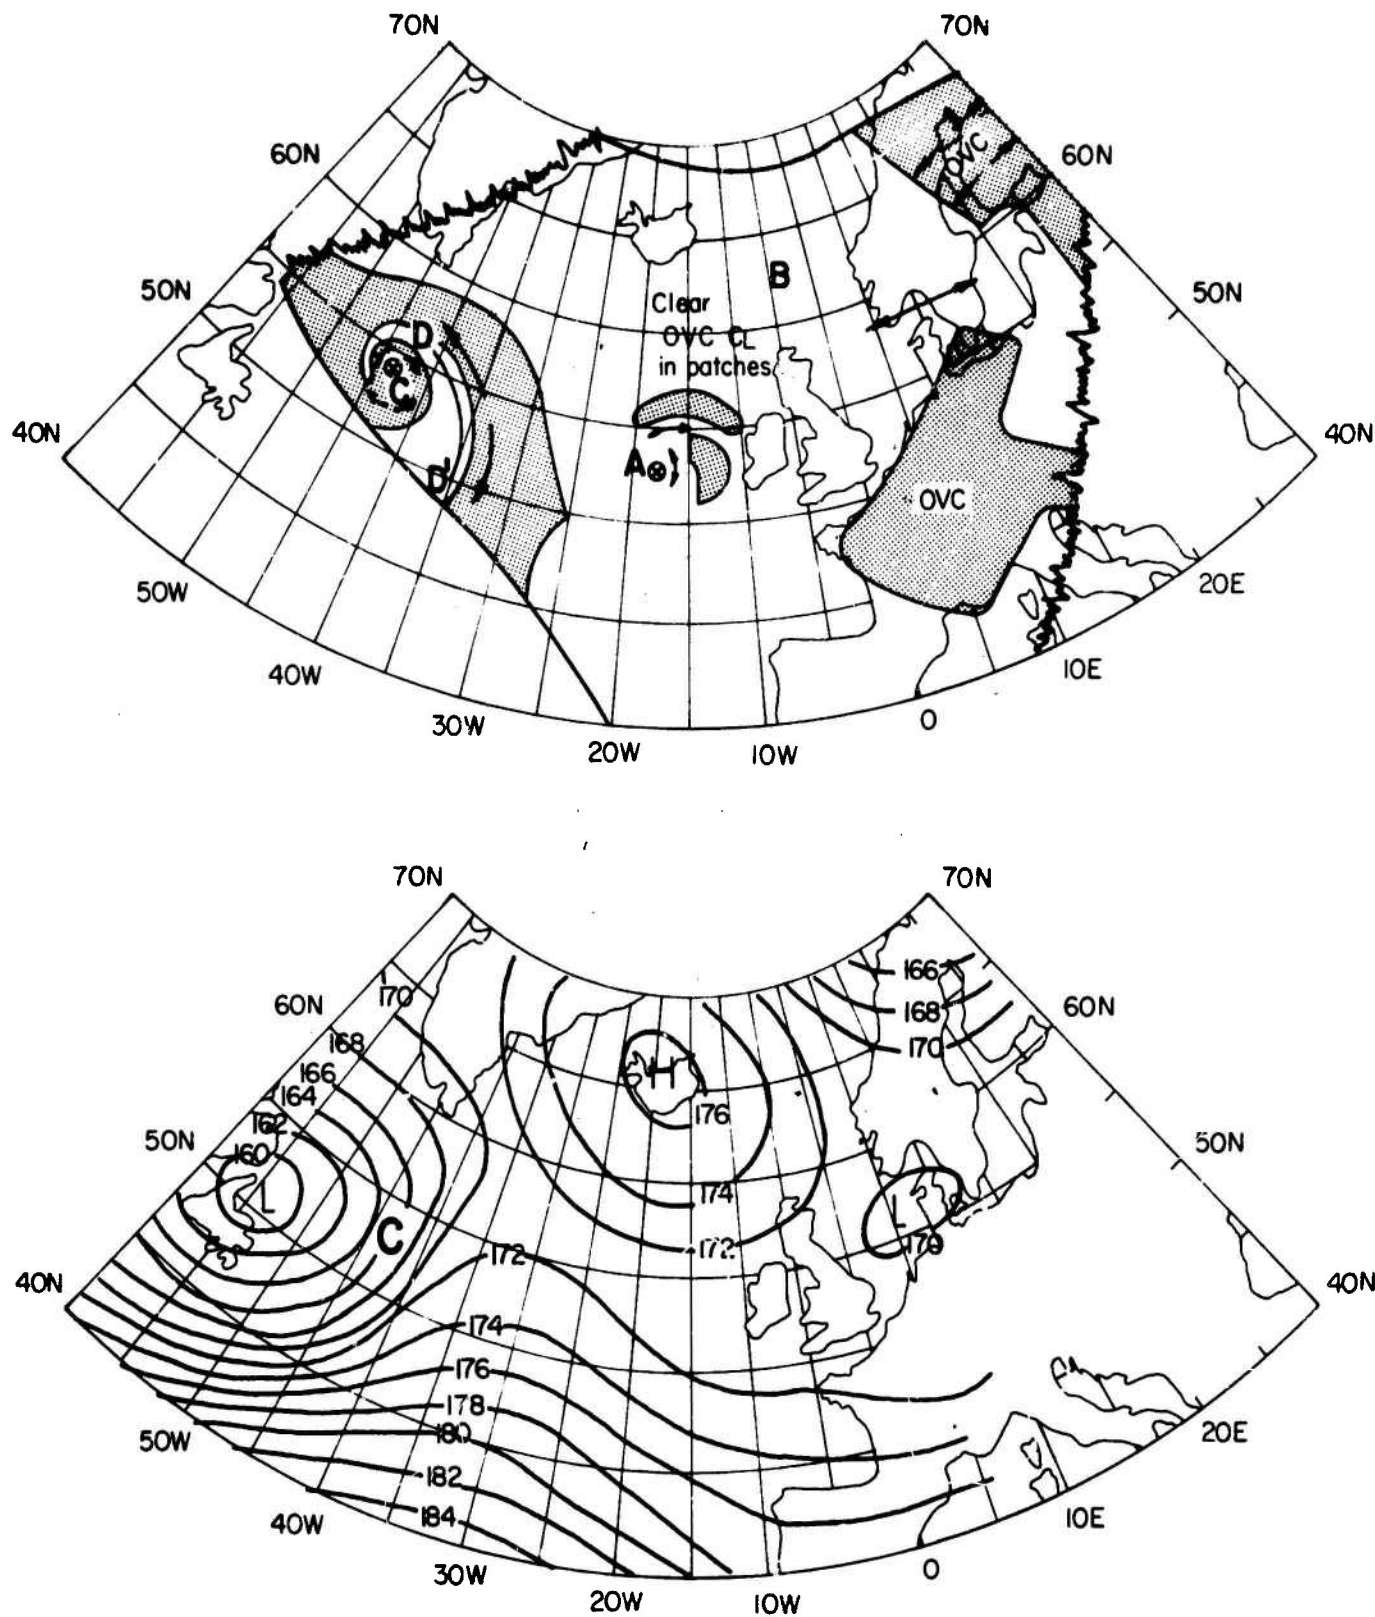 70N
70N
60N
OVC
60N
50N
B
50N
Clear
OVC CL
in patches
D
C
40N
A
40N
D'
OVC
50W
20E
40W
10E
30W
0
20W
10W
70N
70N
166
170
60N
168
60N
168
170
H
166
176
164
162
50N
160
50N
174
L
L
C
172
170
172
40N
40N
174
176
178
50W
180
20E
182
40W
184
10E
30W
0
20W
10W